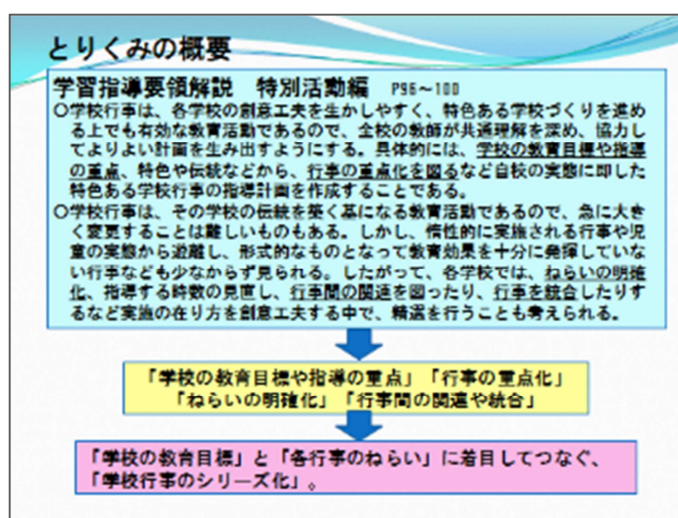 とりくみの概要
学習指導要領解説　特別活動編　P96～100
○学校行事は、各学校の創意工夫を生かしやすく、特色ある学校づくりを進め
る上でも有効な教育活動であるので、全校の教師が共通理解を深め、協力し
てよりよい計画を生み出すようにする。具体的には、学校の教育目標や指導
の重点、特色や伝統などから、行事の重点化を図るなど自校の実態に即した
特色ある学校行事の指導計画を作成することである。
○学校行事は、その学校の伝統を築く基になる教育活動であるので、急に大き
く変更することは難しいものもある。しかし、惰性的に実施される行事や児
童の実態から遊離し、形式的なものとなって教育効果を十分に発揮していな
い行事なども少なからず見られる。したがって、各学校では、ねらいの明確
化、指導する時数の見直し、行事間の関連を図ったり、行事を統合したりす
るなど実施の在り方を創意工夫する中で、精選を行うことも考えられる。
「学校の教育目標や指導の重点」「行事の重点化」
「ねらいの明確化」「行事間の関連や統合」
「学校の教育目標」と「各行事のねらい」に着目してつなぐ、
「学校行事のシリーズ化」。